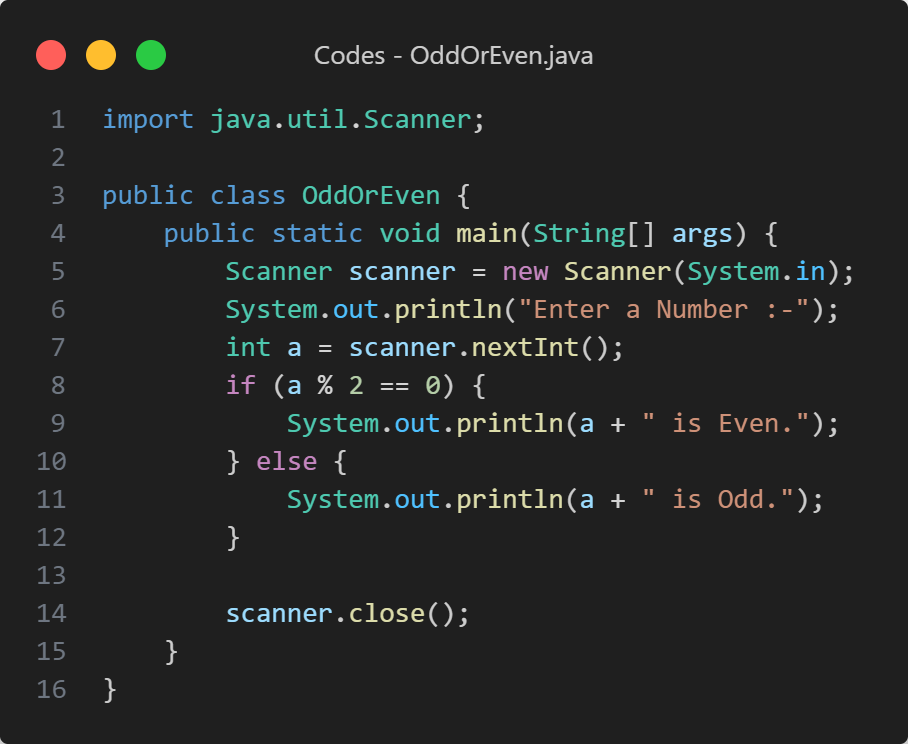 Codes - OddOrEven.java
1 import java.util.Scanner;
2
3 public class OddOrEven {
4     public static void main(String[] args) {
5         Scanner scanner = new Scanner(System.in);
6         System.out.println("Enter a Number :-");
7         int a = scanner.nextInt();
8         if (a % 2 == 0) {
9             System.out.println(a + " is Even.");
10         } else {
11             System.out.println(a + " is Odd.");
12         }
13
14         scanner.close();
15     }
16 }